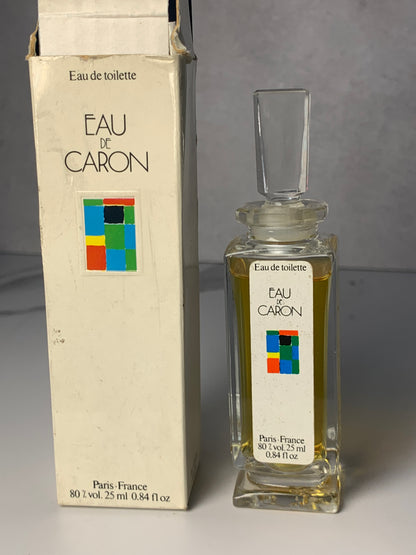 Eau de toilette
EAU
DE
CARON
Paris-France
80% vol. 25 ml 0.84 fl oz
Eau de toilette
EAU
DE
CARON
Paris-France
80% vol. 25 ml
0.84 fl oz